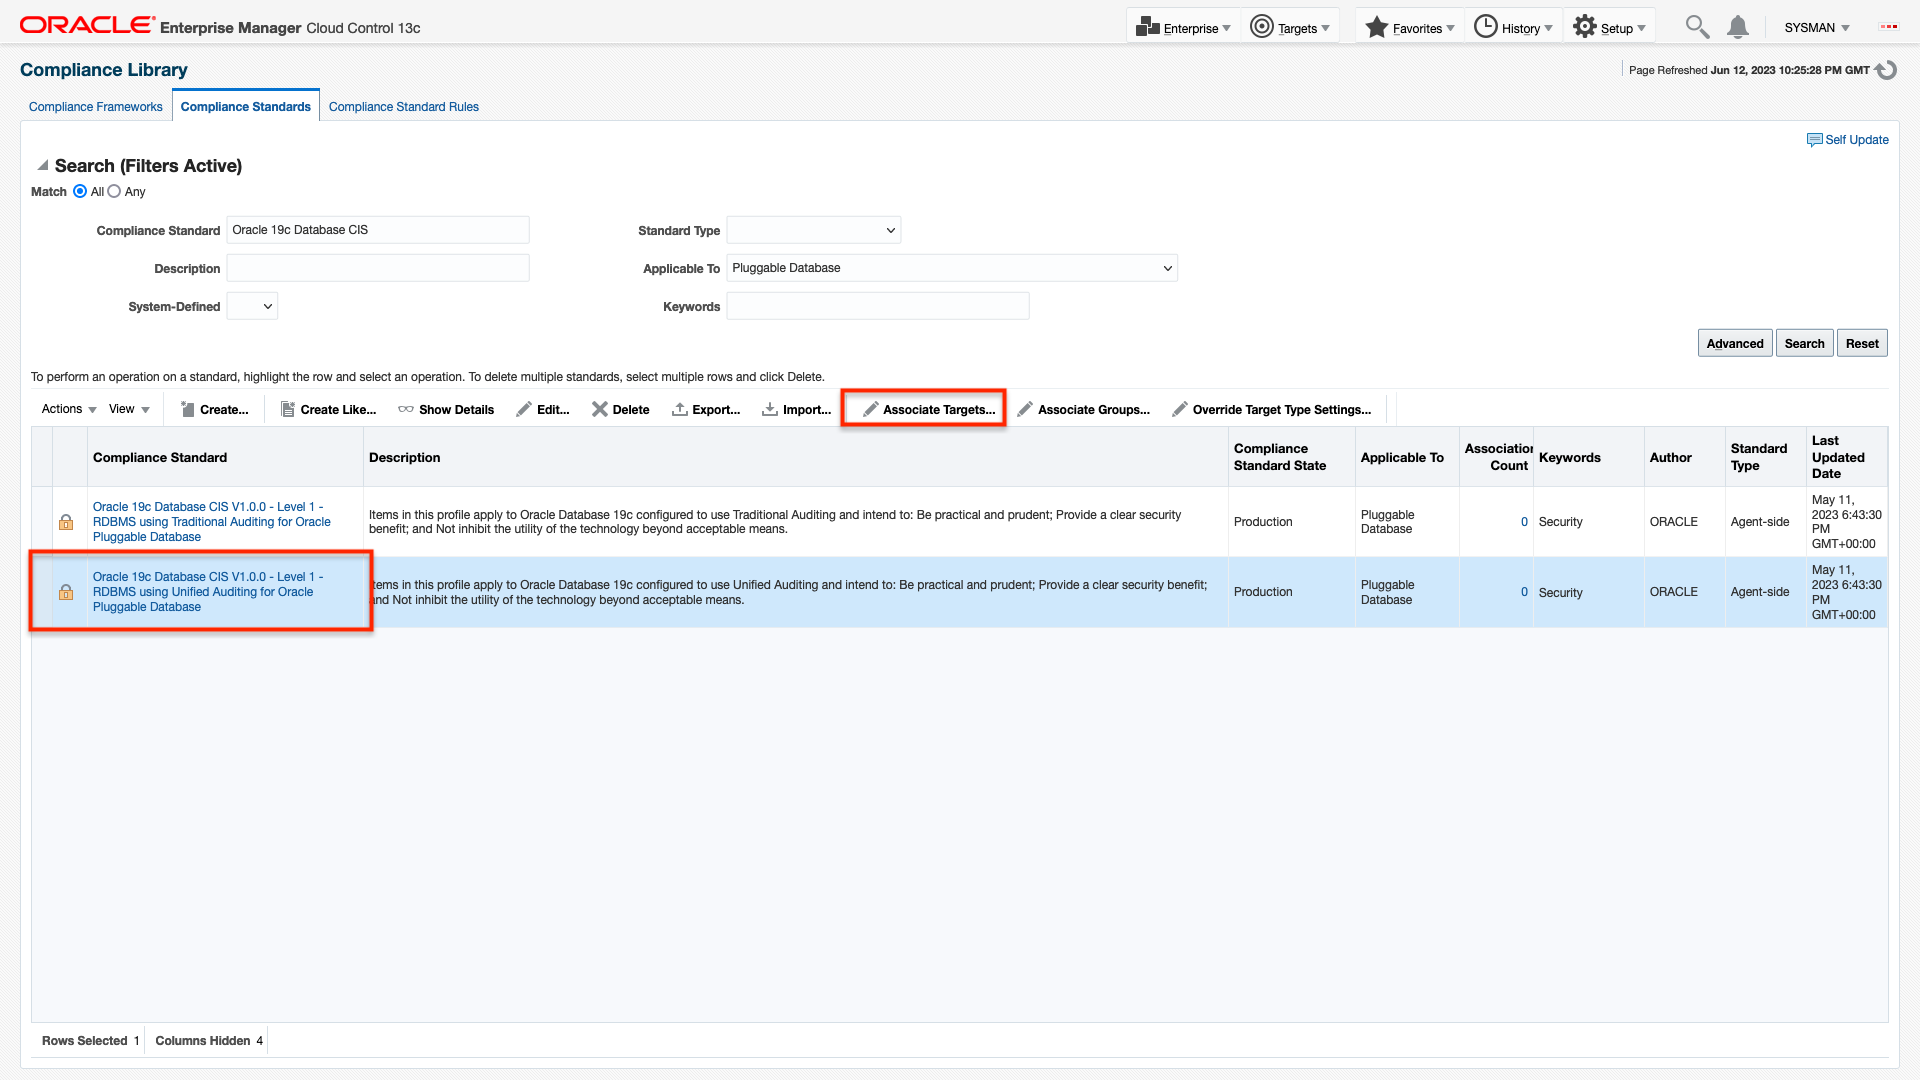 ORACLE Enterprise Manager Cloud Control 13c
Enterprise Targets Favorites History Setup SYSMAN
Compliance Library
Page Refreshed Jun 12, 2023 10:25:28 PM GMT
Compliance Frameworks Compliance Standards Compliance Standard Rules
Self Update
Search (Filters Active)
Match All Any
Compliance Standard Oracle 19c Database CIS Standard Type
Description Applicable To Pluggable Database
System-Defined Keywords
Advanced Search Reset
To perform an operation on a standard, highlight the row and select an operation. To delete multiple standards, select multiple rows and click Delete.
Actions View Create... Create Like... Show Details Edit... Delete Export... Import... Associate Targets... Associate Groups... Override Target Type Settings...
Compliance Standard
Description
Compliance
Standard State
Applicable To
Association
Count
Keywords
Author
Standard
Type
Last
Updated
Date
Oracle 19c Database CIS V1.0.0 - Level 1 -
RDBMS using Traditional Auditing for Oracle
Pluggable Database
Items in this profile apply to Oracle Database 19c configured to use Traditional Auditing and intend to: Be practical and prudent; Provide a clear security
benefit; and Not inhibit the utility of the technology beyond acceptable means.
Production
Pluggable
Database
0
Security
ORACLE
Agent-side
May 11,
2023 6:43:30
PM
GMT+00:00
Oracle 19c Database CIS V1.0.0 - Level 1 -
RDBMS using Unified Auditing for Oracle
Pluggable Database
Items in this profile apply to Oracle Database 19c configured to use Unified Auditing and intend to: Be practical and prudent; Provide a clear security benefit;
and Not inhibit the utility of the technology beyond acceptable means.
Production
Pluggable
Database
0
Security
ORACLE
Agent-side
May 11,
2023 6:43:30
PM
GMT+00:00
Rows Selected 1 Columns Hidden 4